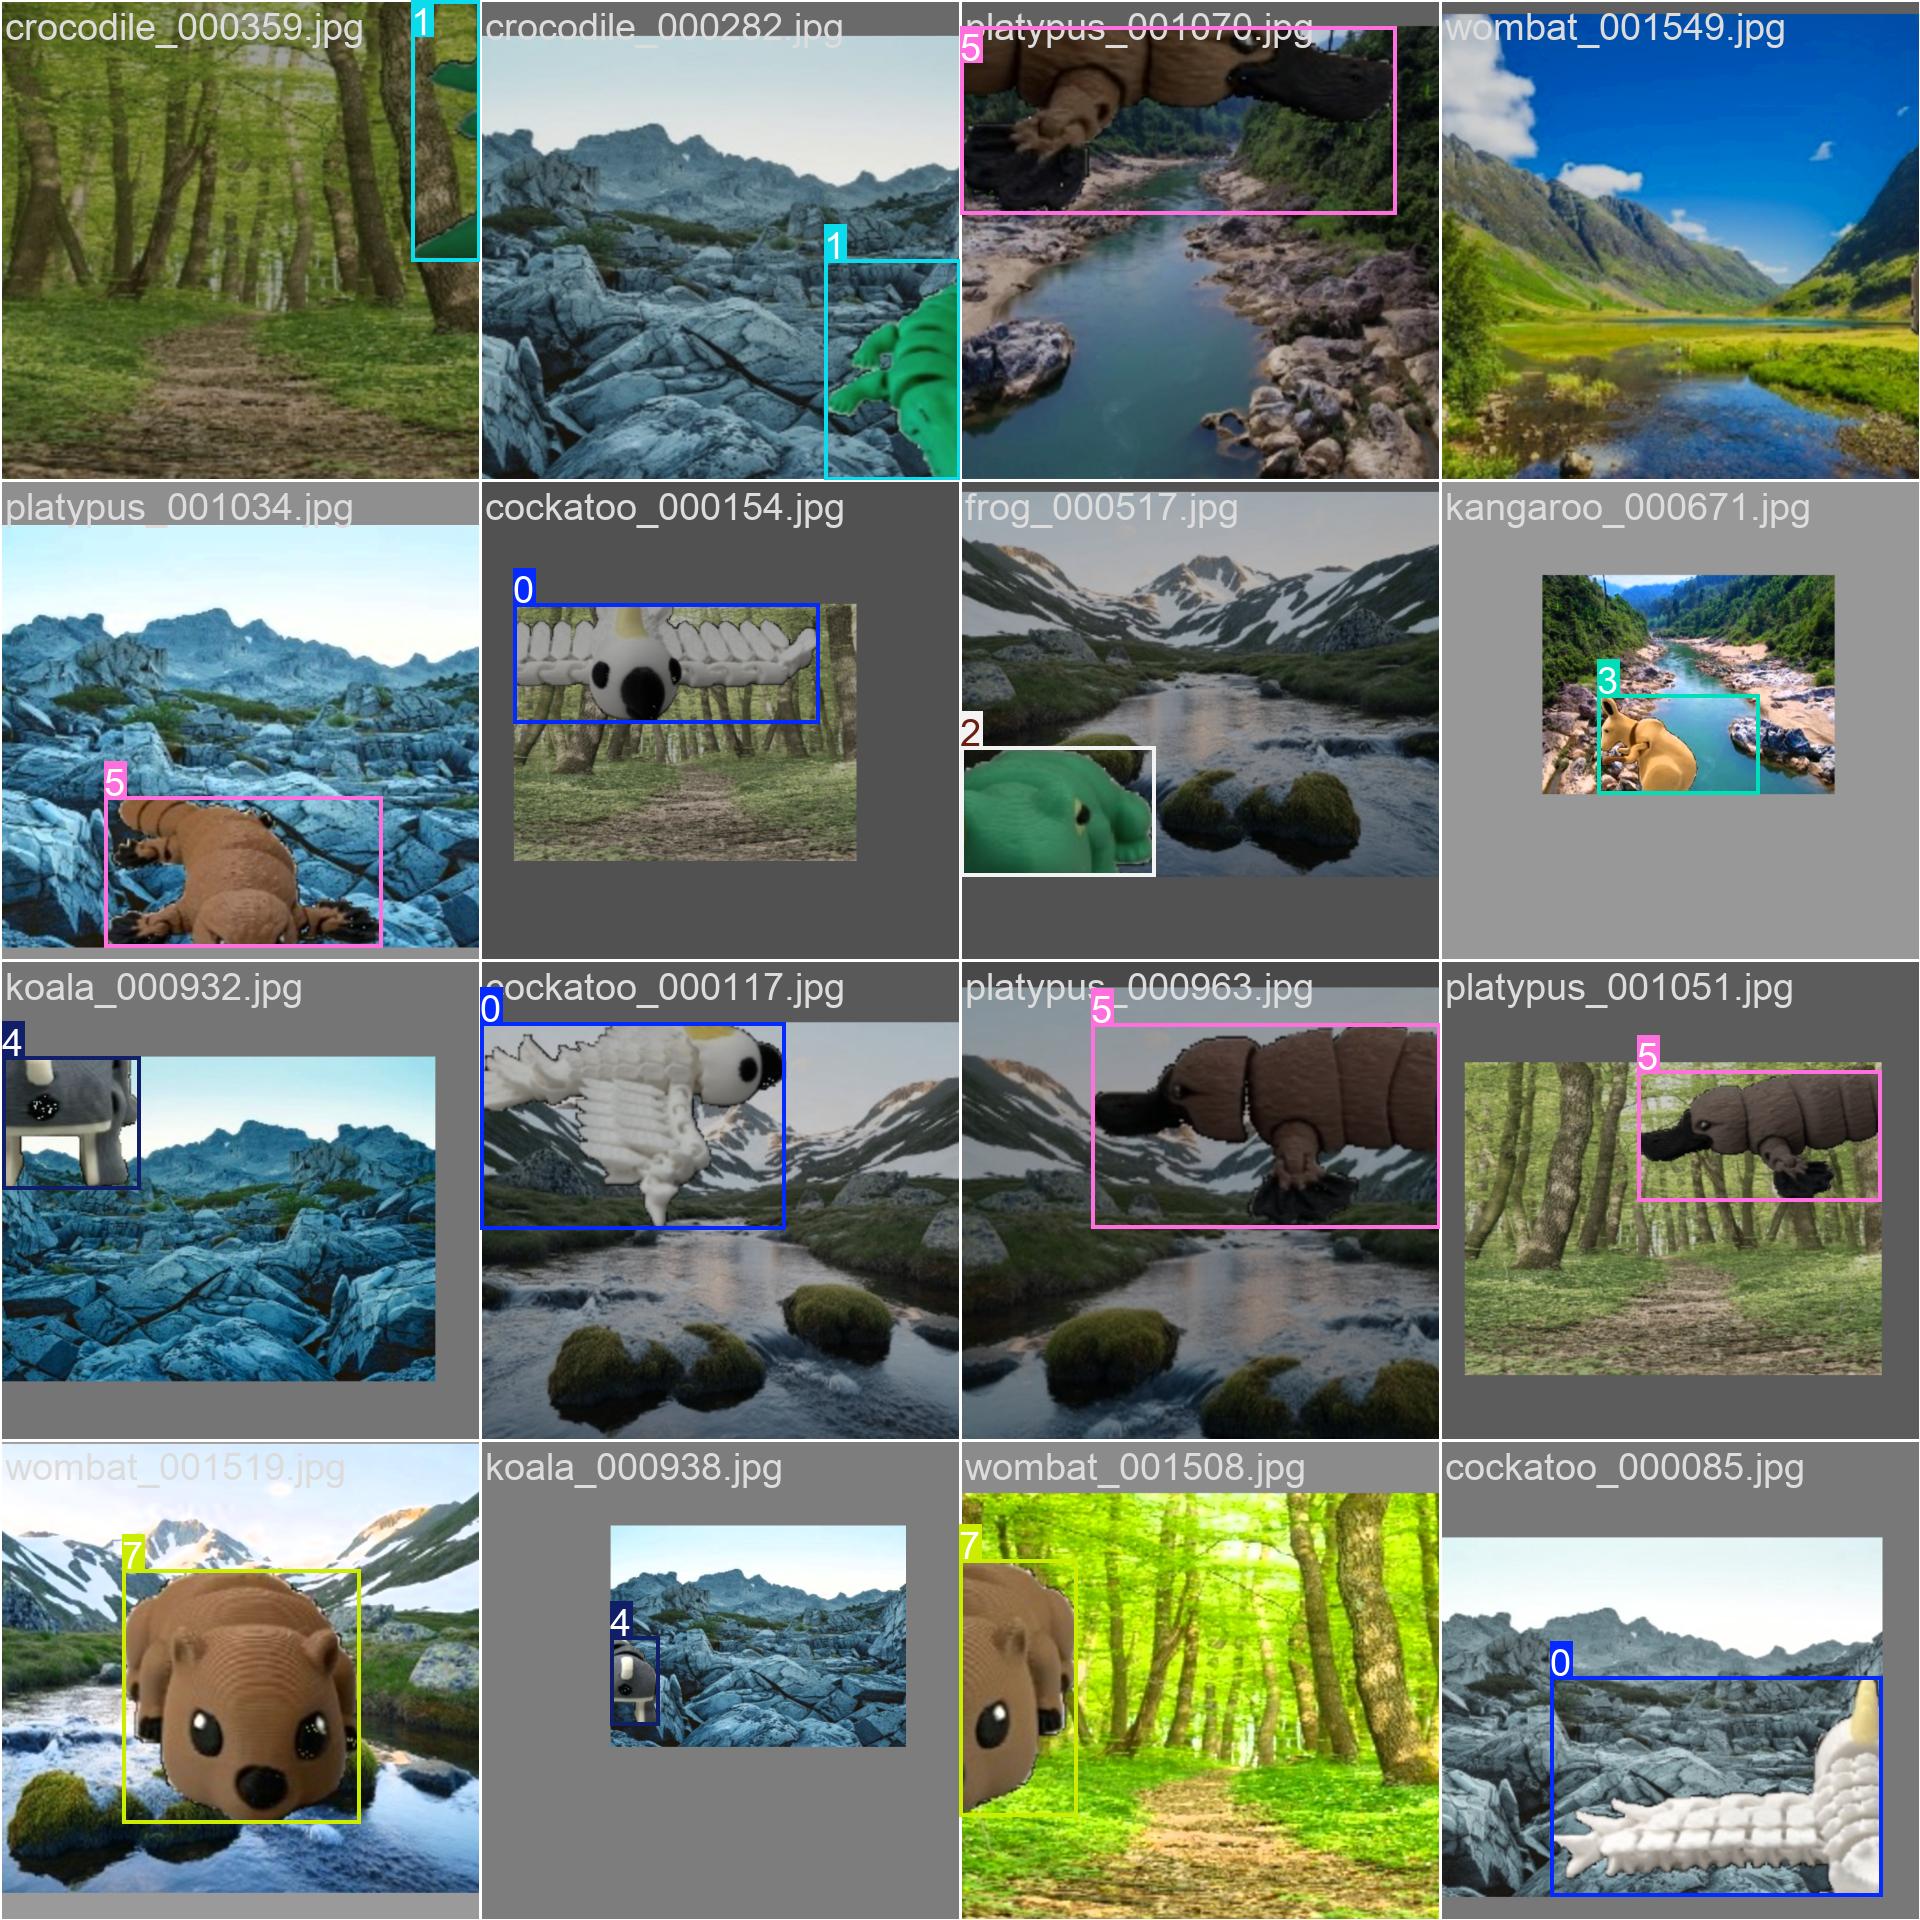 crocodile_000359.jpg
1
crocodile_000282.jpg
1
platypus_001070.jpg
5
wombat_001549.jpg
platypus_001034.jpg
5
cockatoo_000154.jpg
0
frog_000517.jpg
2
kangaroo_000671.jpg
3
koala_000932.jpg
4
cockatoo_000117.jpg
0
platypus_000963.jpg
5
platypus_001051.jpg
5
wombat_001519.jpg
7
koala_000938.jpg
4
wombat_001508.jpg
7
cockatoo_000085.jpg
0